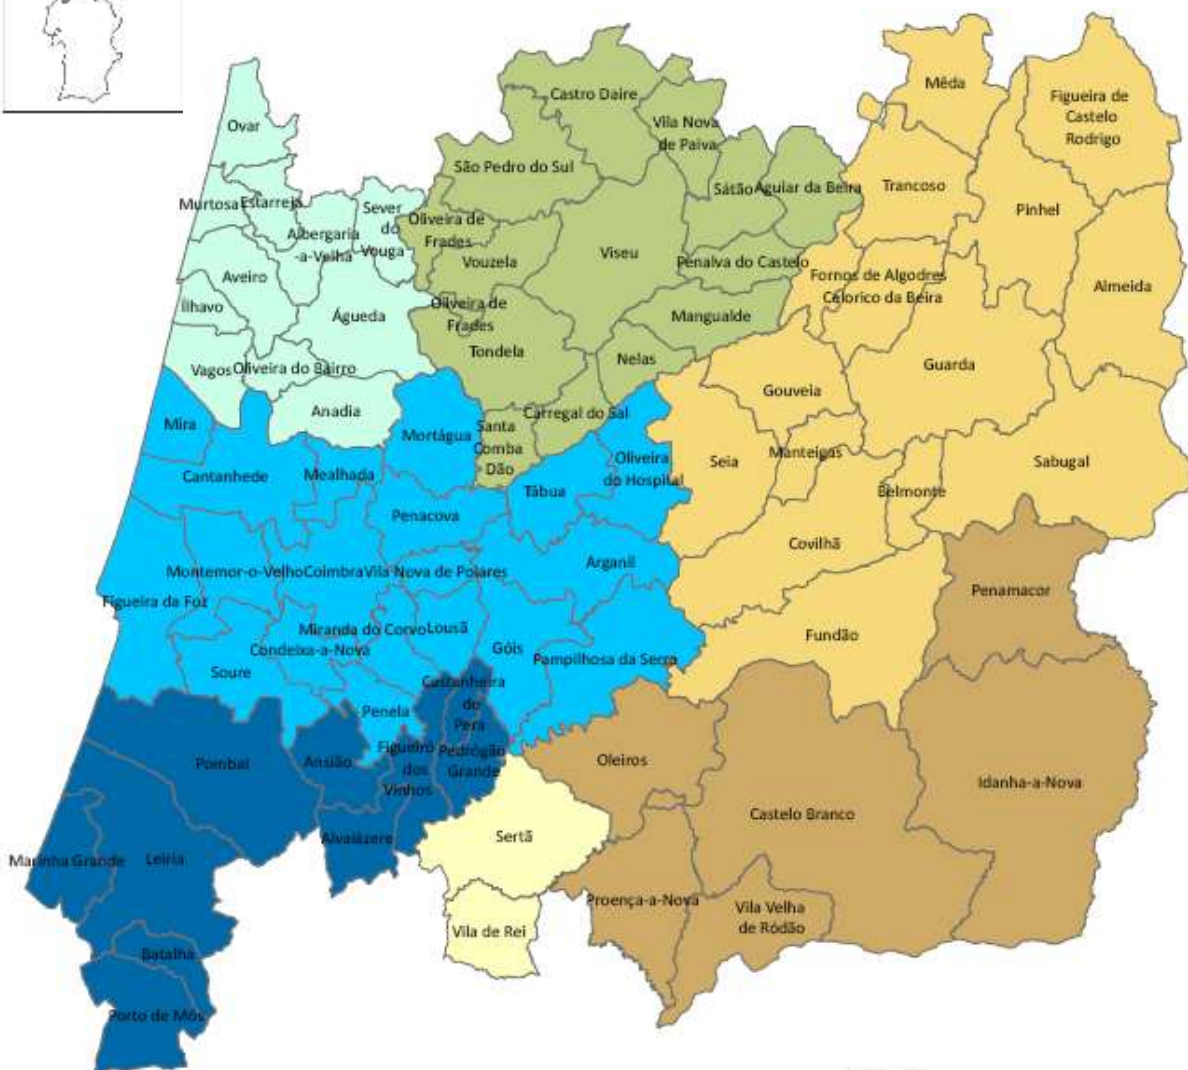 Mêda
Figueira de
Castelo
Rodrigo
Castro Daire
Vila Nova
de Paiva
Ovar
São Pedro do Sul
Sátão
Aguiar da Beira
Trancoso
Pinhel
Murtosa
Estarreja
Sever
do
Vouga
Albergaria
-a-Velha
Oliveira de
Frades
Vouzela
Viseu
Penalva do Castelo
Fornos de Algodres
Celorico da Beira
Almeida
Aveiro
Ílhavo
Águeda
Oliveira de
Frades
Tondela
Mangualde
Nelas
Guarda
Vagos
Oliveira do Bairro
Gouveia
Anadia
Carregal do Sal
Mira
Mortágua
Santa
Comba
Dão
Oliveira
do Hospital
Seia
Manteigas
Sabugal
Cantanhede
Mealhada
Tábua
Belmonte
Penacova
Covilhã
Arganil
Montemor-o-Velho
Coimbra
Vila Nova de Poiares
Penamacor
Figueira da Foz
Miranda do Corvo
Lousã
Condeixa-a-Nova
Góis
Fundão
Soure
Pampilhosa da Serra
Castanheira
de
Pera
Penela
Pombal
Ansião
Figueiró
dos
Vinhos
Pedrógão
Grande
Oleiros
Idanha-a-Nova
Castelo Branco
Alvaiázere
Sertã
Marinha Grande
Leiria
Proença-a-Nova
Vila Velha
de Ródão
Vila de Rei
Batalha
Porto de Mós